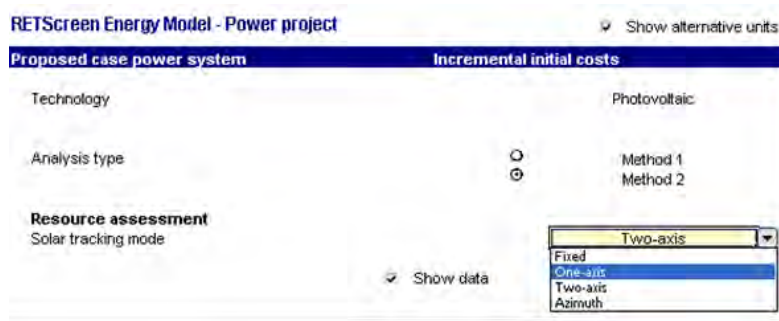 RETScreen Energy Model - Power project
Show alternative units
Proposed case power system Incremental initial costs
Technology Photovoltaic
Analysis type Method 1
Method 2
Resource assessment
Solar tracking mode Two-axis
Fixed
Show data One-axis
Two-axis
Azimuth